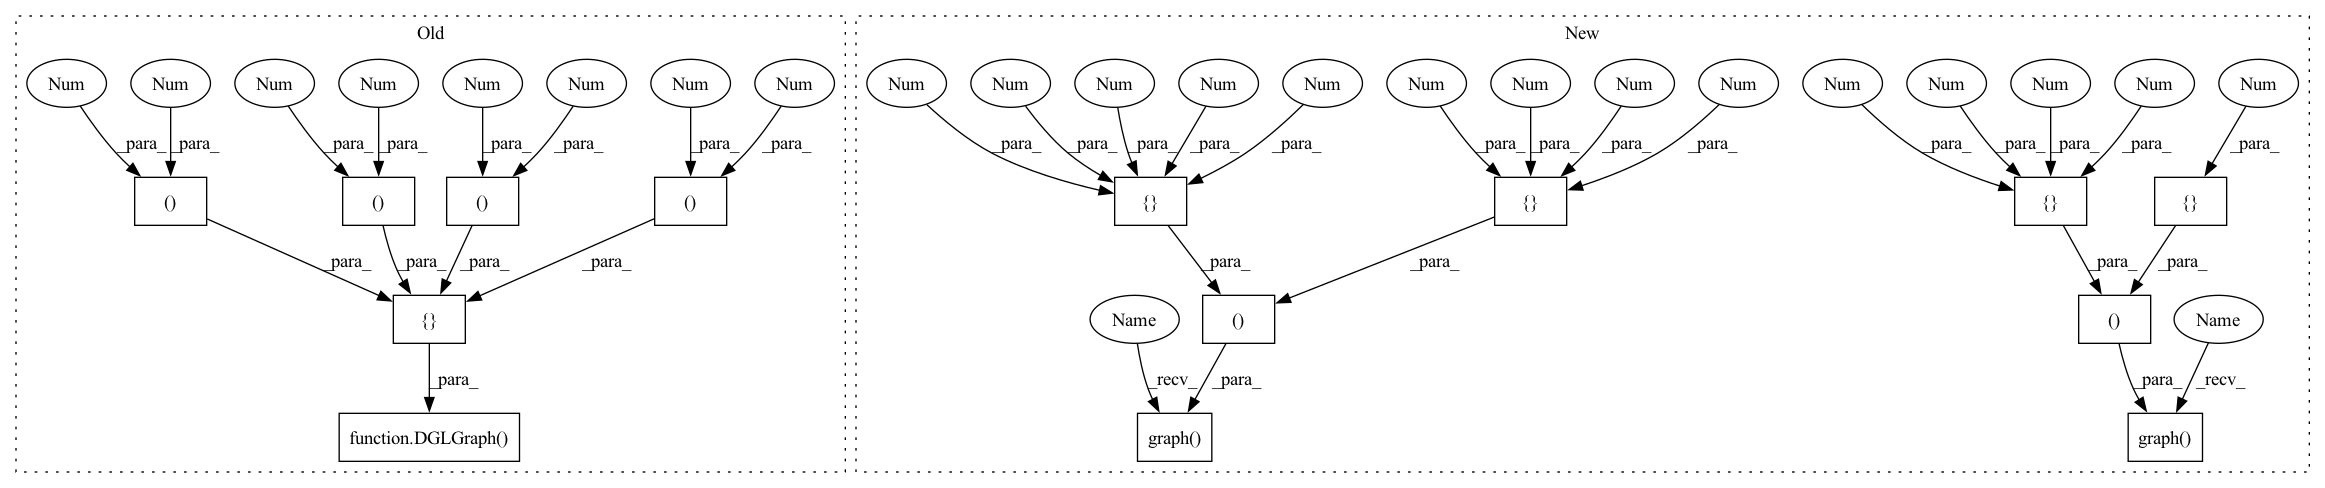 Old
New
Num Num Num Num Num Num Num Num Num Num Num Num Num Num Num Num Num Num Num Num Num Num
_para_ _para_ _para_ _para_ _para_ _para_ _para_ _para_ _para_ _para_ _para_ _para_ _para_ _para_ _para_ _para_ _para_ _para_ _para_ _para_ _para_ _para_
() () () () {} {} {} {}
_para_ _para_ _para_ _para_ _para_ _para_ _para_ _para_
{} Name () () Name
_para_ _recv_ _para_ _para_ _recv_
function.DGLGraph() graph() graph()